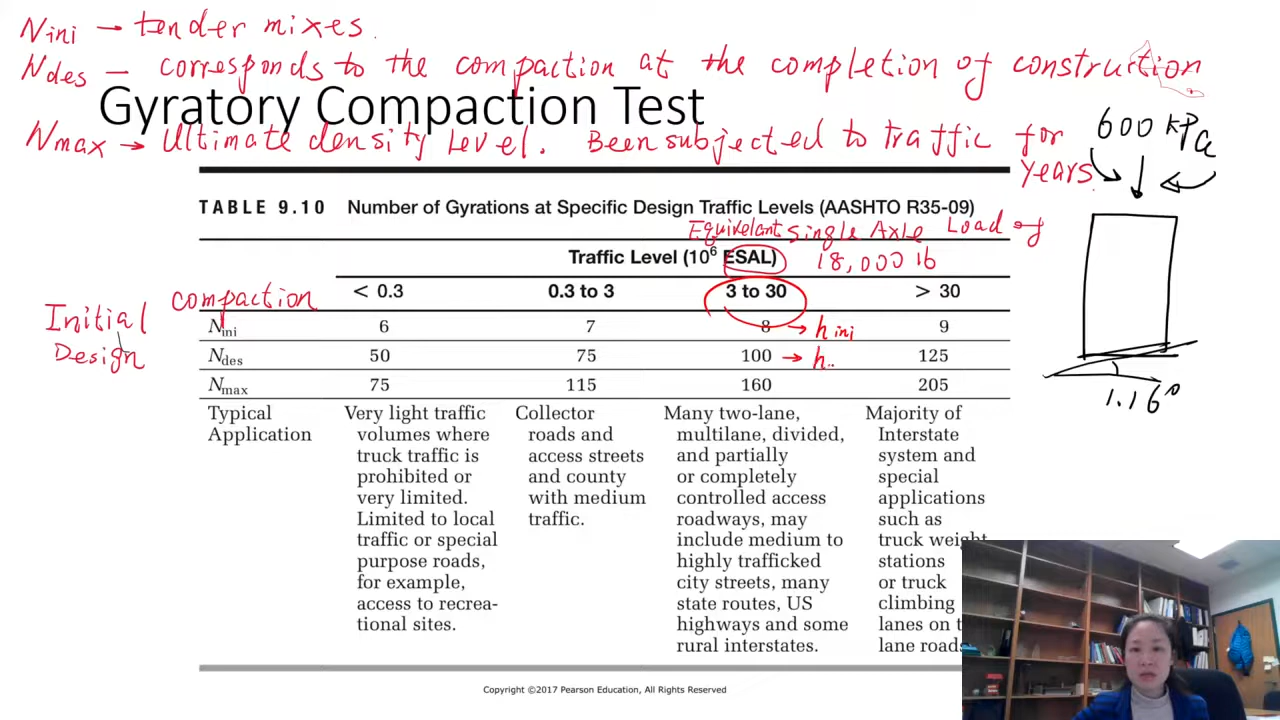 Nini → tender mixes.
Ndes – corresponds to the compaction at the completion of construction
Gyratory Compaction Test
Nmax → Ultimate density Level. Been subjected to traffic for years.
600 kPa
TABLE 9.10 Number of Gyrations at Specific Design Traffic Levels (AASHTO R35-09)
Equivelant single Axle Load of
18,000 lb
Traffic Level (10⁶ ESAL)
< 0.3 0.3 to 3 3 to 30 > 30
Initial compaction
Design
Nini 6 7 8 → hini 9
Ndes 50 75 100 → h.. 125
Nmax 75 115 160 205
1.16°
Typical Application
Very light traffic
volumes where
truck traffic is
prohibited or
very limited.
Limited to local
traffic or special
purpose roads,
for example,
access to recrea-
tional sites.
Collector
roads and
access streets
and county
with medium
traffic.
Many two-lane,
multilane, divided,
and partially
or completely
controlled access
roadways, may
include medium to
highly trafficked
city streets, many
state routes, US
highways and some
rural interstates.
Majority of
Interstate
system and
special
applications
such as
truck weight
stations
or truck
climbing
lanes on
lane roads
Copyright ©2017 Pearson Education, All Rights Reserved